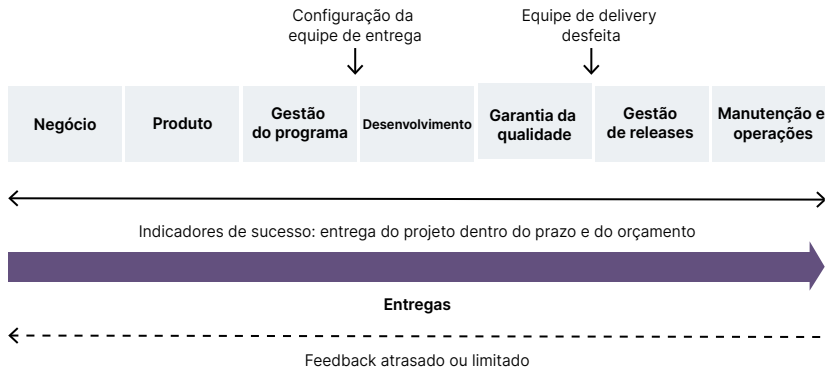 Configuração da
equipe de entrega
Equipe de delivery
desfeita
Negócio
Produto
Gestão
do programa
Desenvolvimento
Garantia da
qualidade
Gestão
de releases
Manutenção e
operações
Indicadores de sucesso: entrega do projeto dentro do prazo e do orçamento
Entregas
Feedback atrasado ou limitado